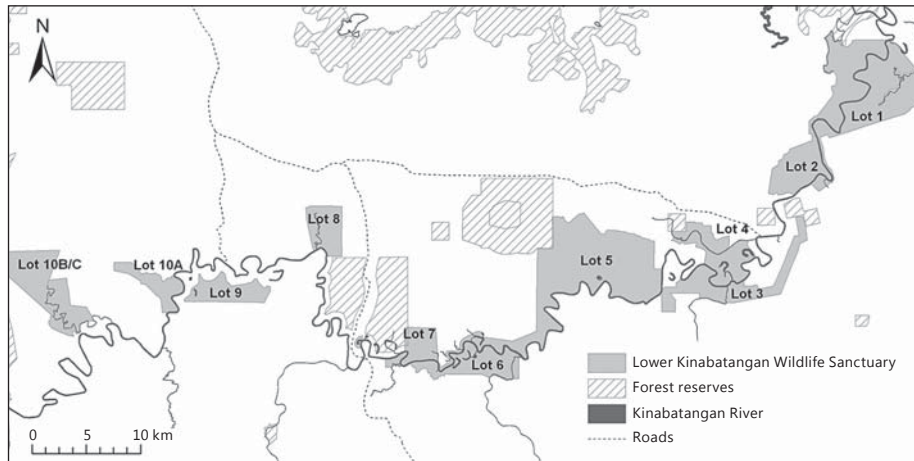 N
Lot 1
Lot 2
Lot 8
Lot 4
Lot 5
Lot 10B/C
Lot 10A
Lot 9
Lot 3
Lot 7
Lot 6
Lower Kinabatangan Wildlife Sanctuary
Forest reserves
Kinabatangan River
Roads
0 5 10 km